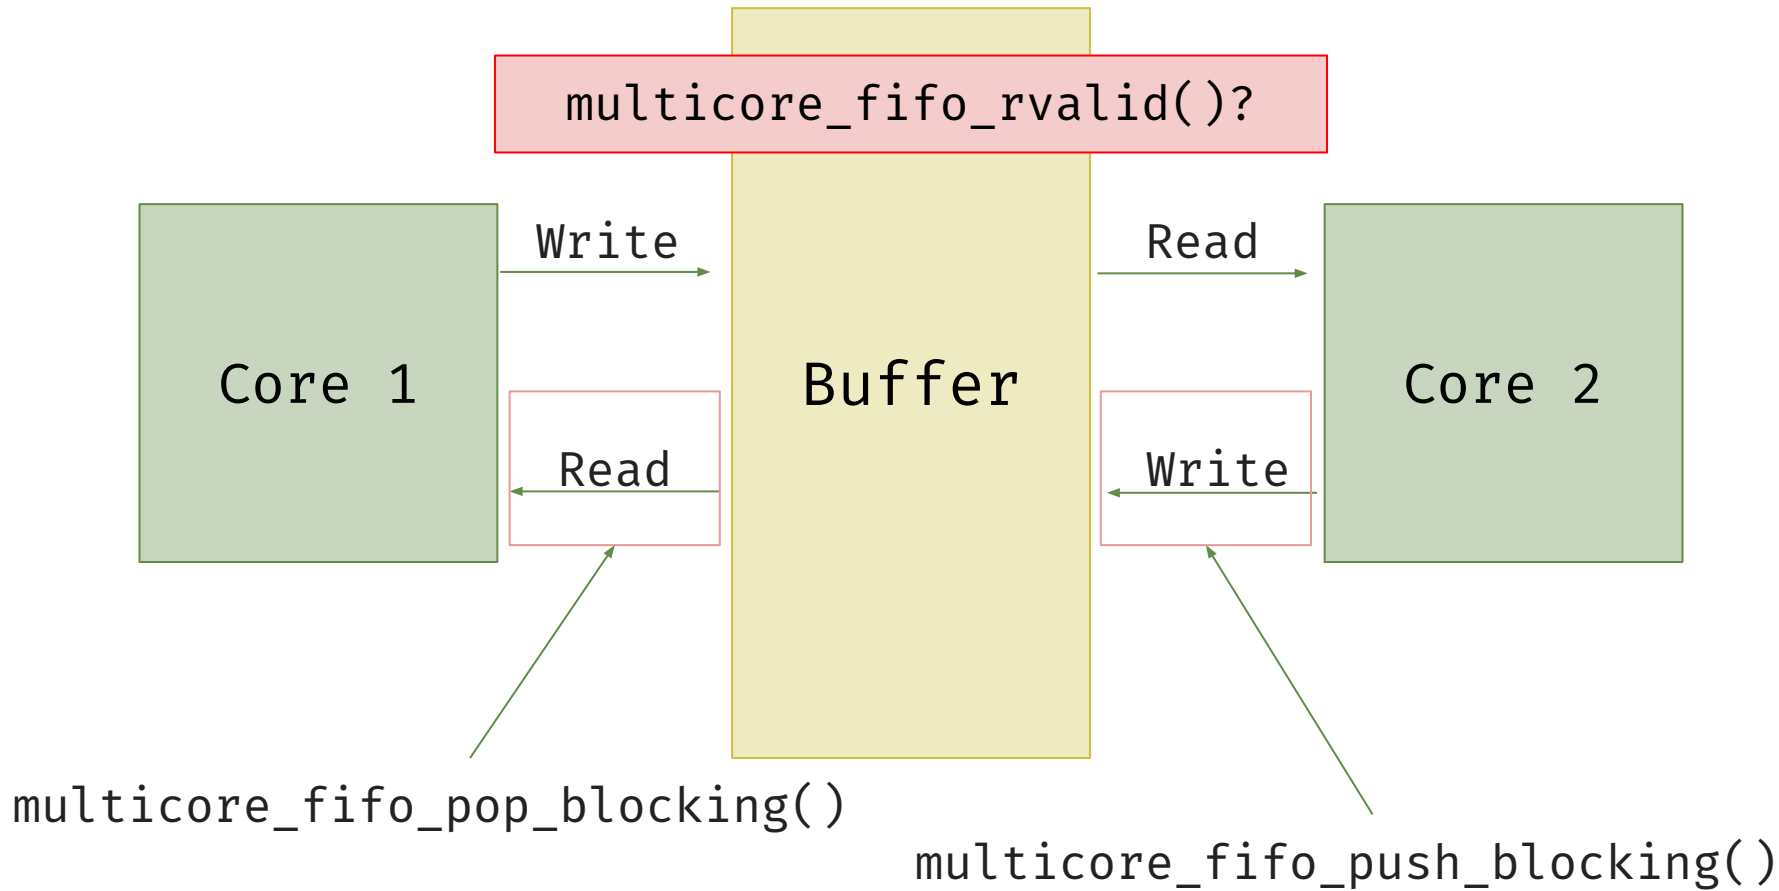 multicore_fifo_rvalid()?
Write
Read
Core 1
Buffer
Core 2
Read
Write
multicore_fifo_pop_blocking()
multicore_fifo_push_blocking()